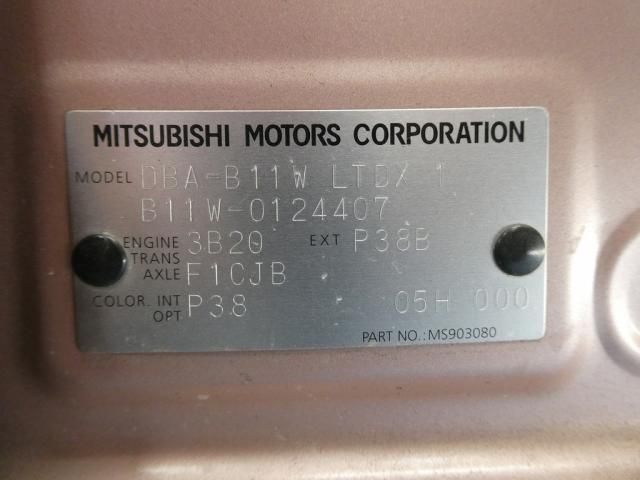 MITSUBISHI MOTORS CORPORATION
MODEL DBA-B11W LTDX 1
B11W-0124407
ENGINE 3B20 EXT P38B
TRANS AXLE F1CJB
COLOR. INT OPT P38 05H 000
PART NO.: MS903080